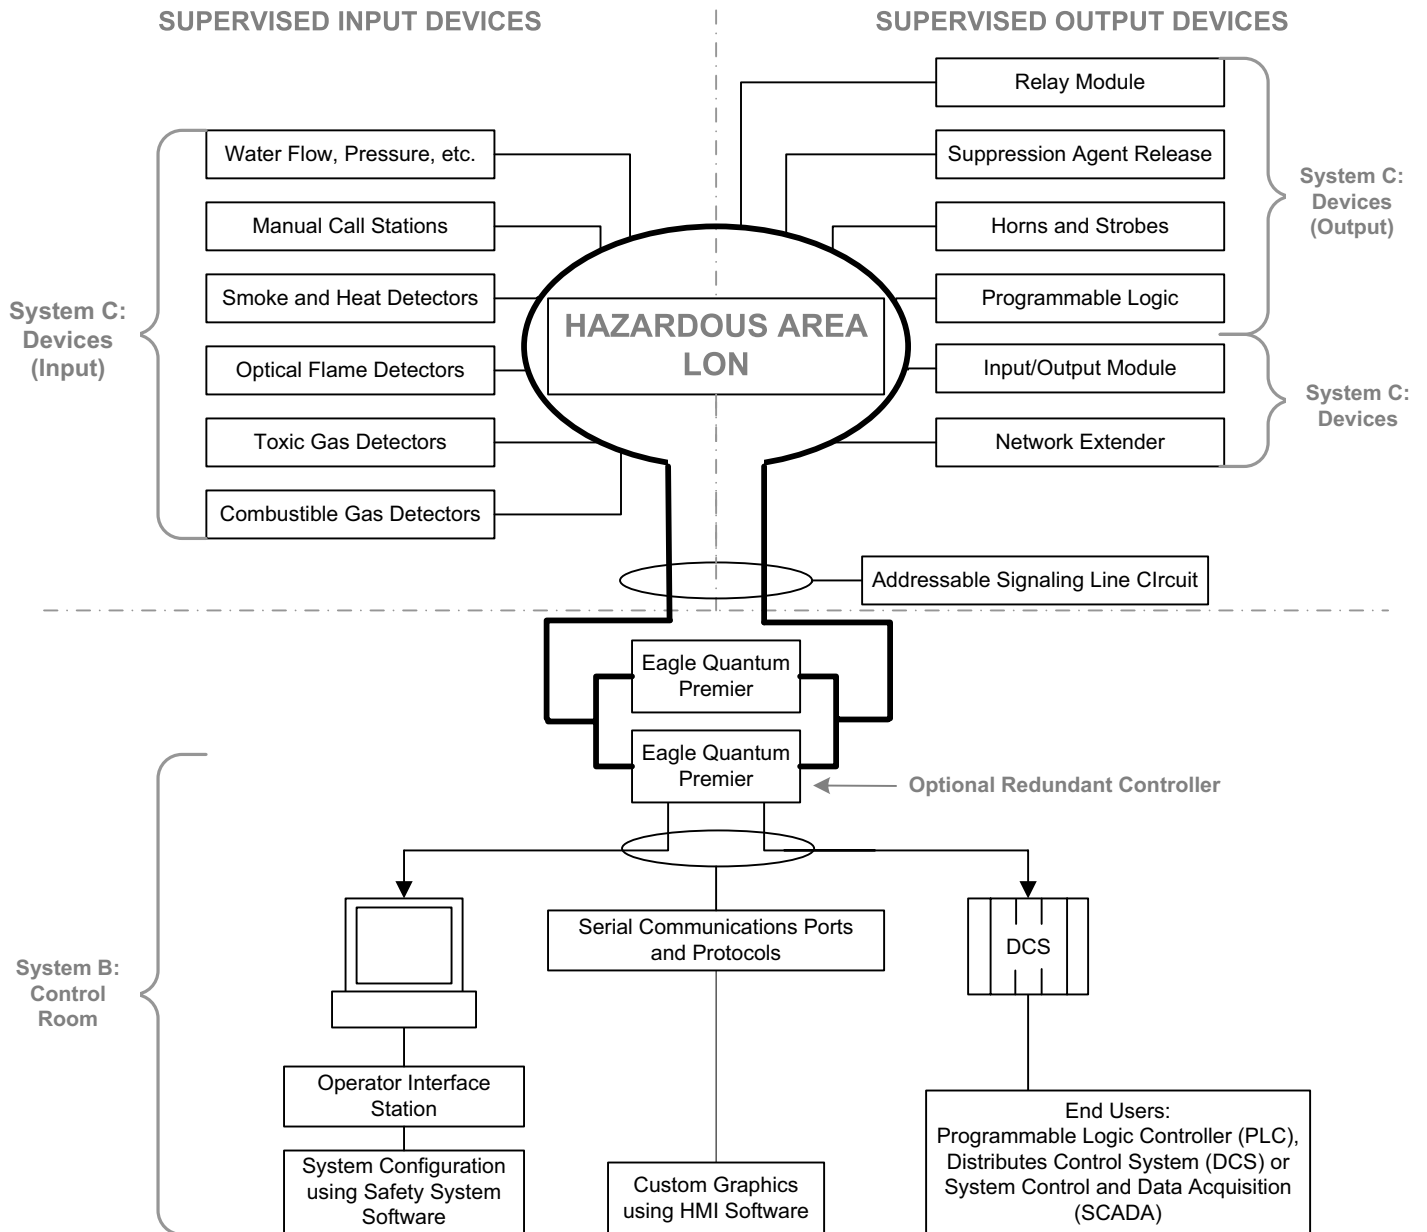 SUPERVISED INPUT DEVICES
SUPERVISED OUTPUT DEVICES
Water Flow, Pressure, etc.
Manual Call Stations
Smoke and Heat Detectors
Optical Flame Detectors
Toxic Gas Detectors
Combustible Gas Detectors
System C:
Devices
(Input)
HAZARDOUS AREA
LON
Relay Module
Suppression Agent Release
Horns and Strobes
Programmable Logic
Input/Output Module
Network Extender
System C:
Devices
(Output)
System C:
Devices
Addressable Signaling Line CIrcuit
Eagle Quantum
Premier
Eagle Quantum
Premier
Optional Redundant Controller
System B:
Control
Room
Serial Communications Ports
and Protocols
DCS
Operator Interface
Station
System Configuration
using Safety System
Software
Custom Graphics
using HMI Software
End Users:
Programmable Logic Controller (PLC),
Distributes Control System (DCS) or
System Control and Data Acquisition
(SCADA)